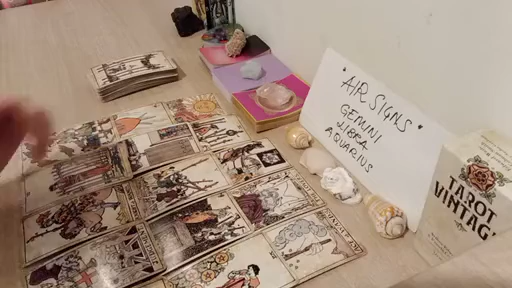 "AIR SIGNS"
GEMINI
LIBRA
AQUARIUS
TAROT
VINTAG